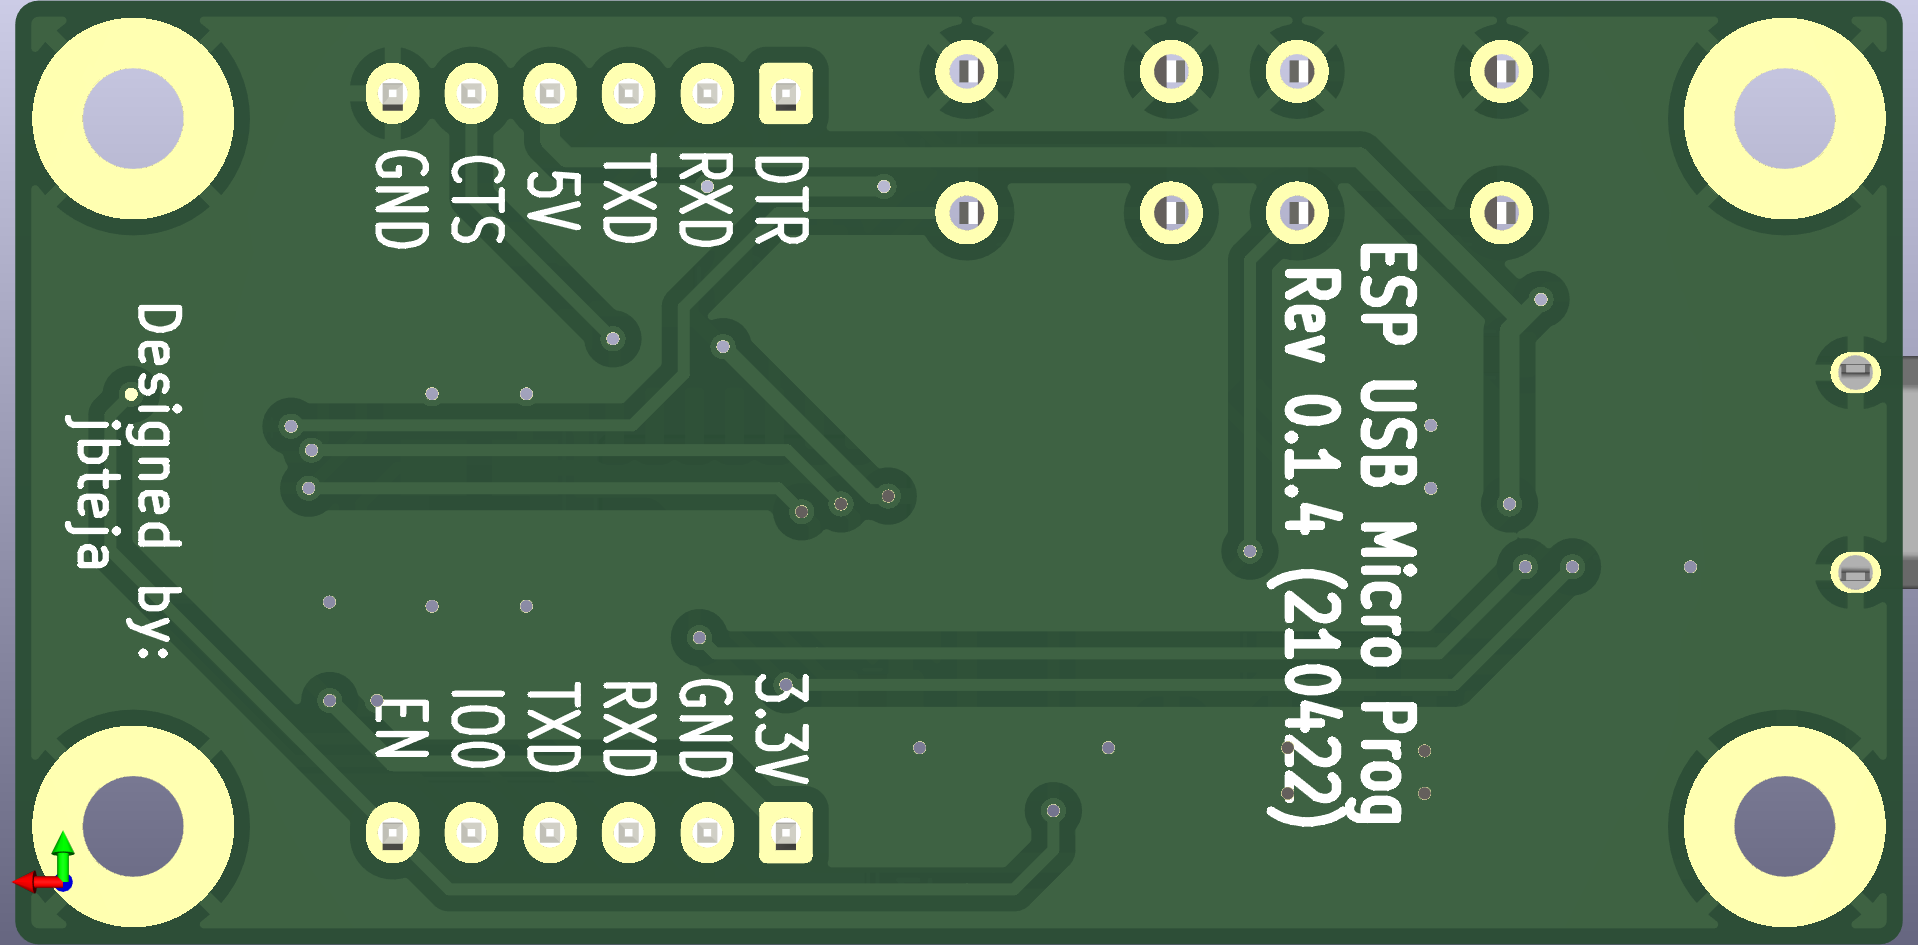 GND
CTS
5V
TXD
RXD
DTR
ESP USB Micro Prog
Rev 0.1.4 (210422)
Designed by:
jbteja
EN
IO0
TXD
RXD
GND
3.3V